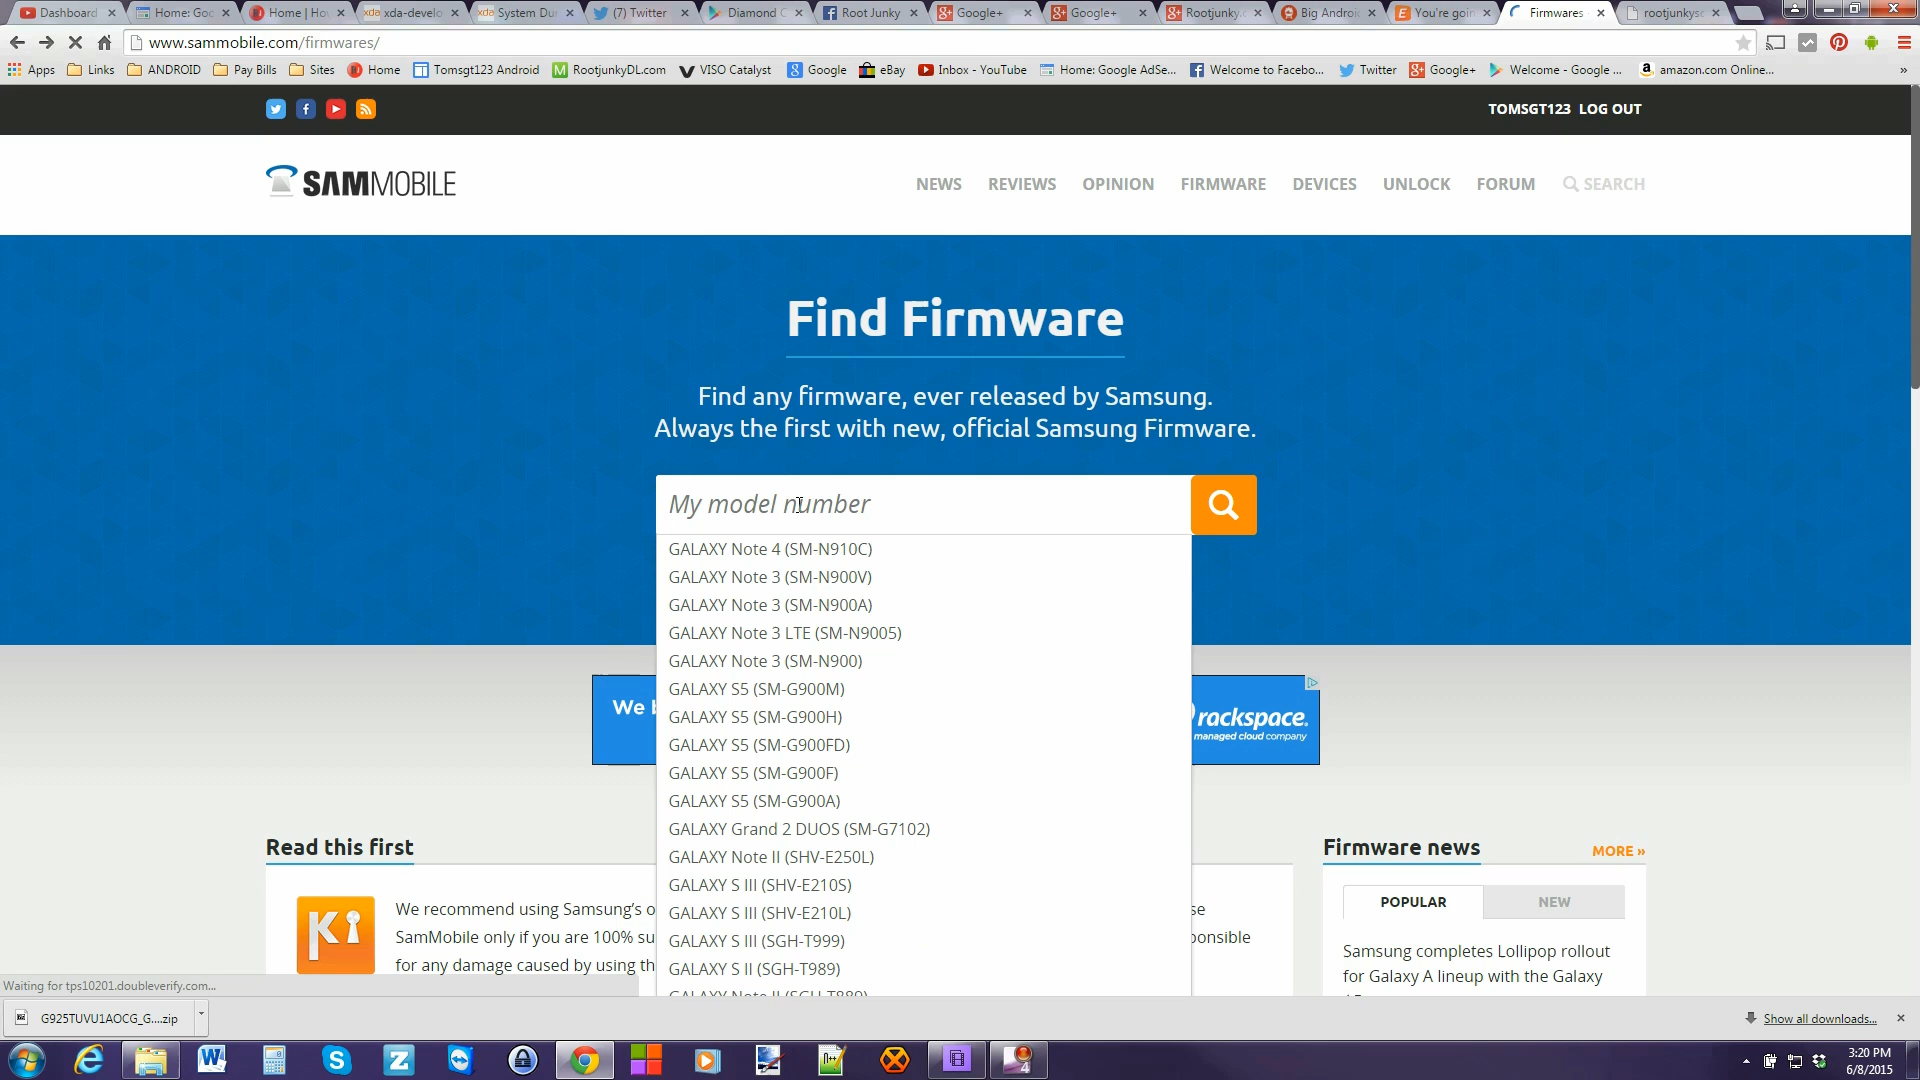 Dashboard
Home: Goo
Home | Ho
xda-develo
System Du
(7) Twitter
Diamond C
Root Junky
Google+
Google+
Rootjunky.c
Big Androi
You're goin
Firmwares
rootjunkysc
www.sammobile.com/firmwares/
Apps Links ANDROID Pay Bills Sites Home Tomsgt123 Android RootjunkyDL.com VISO Catalyst Google eBay Inbox - YouTube Home: Google AdSe... Welcome to Facebo... Twitter Google+ Welcome - Google ... amazon.com Online... »
TOMSGT123 LOG OUT
SAMMOBILE
NEWS REVIEWS OPINION FIRMWARE DEVICES UNLOCK FORUM SEARCH
Find Firmware
Find any firmware, ever released by Samsung.
Always the first with new, official Samsung Firmware.
My model number
GALAXY Note 4 (SM-N910C)
GALAXY Note 3 (SM-N900V)
GALAXY Note 3 (SM-N900A)
GALAXY Note 3 LTE (SM-N9005)
GALAXY Note 3 (SM-N900)
GALAXY S5 (SM-G900M)
GALAXY S5 (SM-G900H)
GALAXY S5 (SM-G900FD)
GALAXY S5 (SM-G900F)
GALAXY S5 (SM-G900A)
GALAXY Grand 2 DUOS (SM-G7102)
GALAXY Note II (SHV-E250L)
GALAXY S III (SHV-E210S)
GALAXY S III (SHV-E210L)
GALAXY S III (SGH-T999)
GALAXY S II (SGH-T989)
GALAXY Note II (SGH-T889)
We b
rackspace.
managed cloud company
Read this first
Ki
We recommend using Samsung's o
SamMobile only if you are 100% su
for any damage caused by using th
se
ponsible
Firmware news
MORE »
POPULAR NEW
Samsung completes Lollipop rollout
for Galaxy A lineup with the Galaxy
Waiting for tps10201.doubleverify.com...
G925TUVU1AOCG_G....zip
Show all downloads...
3:20 PM
6/8/2015